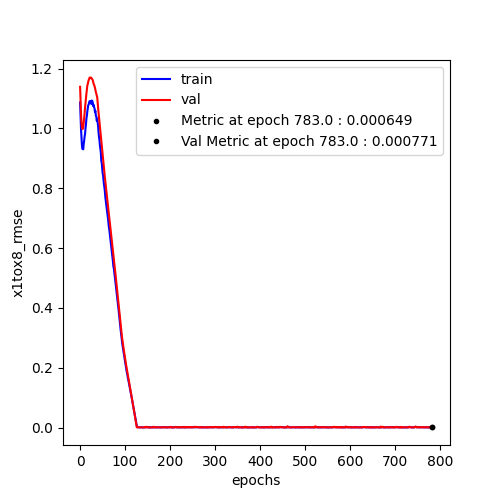 train
val
Metric at epoch 783.0 : 0.000649
Val Metric at epoch 783.0 : 0.000771
1.2
1.0
0.8
0.6
0.4
0.2
0.0
x1tox8_rmse
0 100 200 300 400 500 600 700 800
epochs